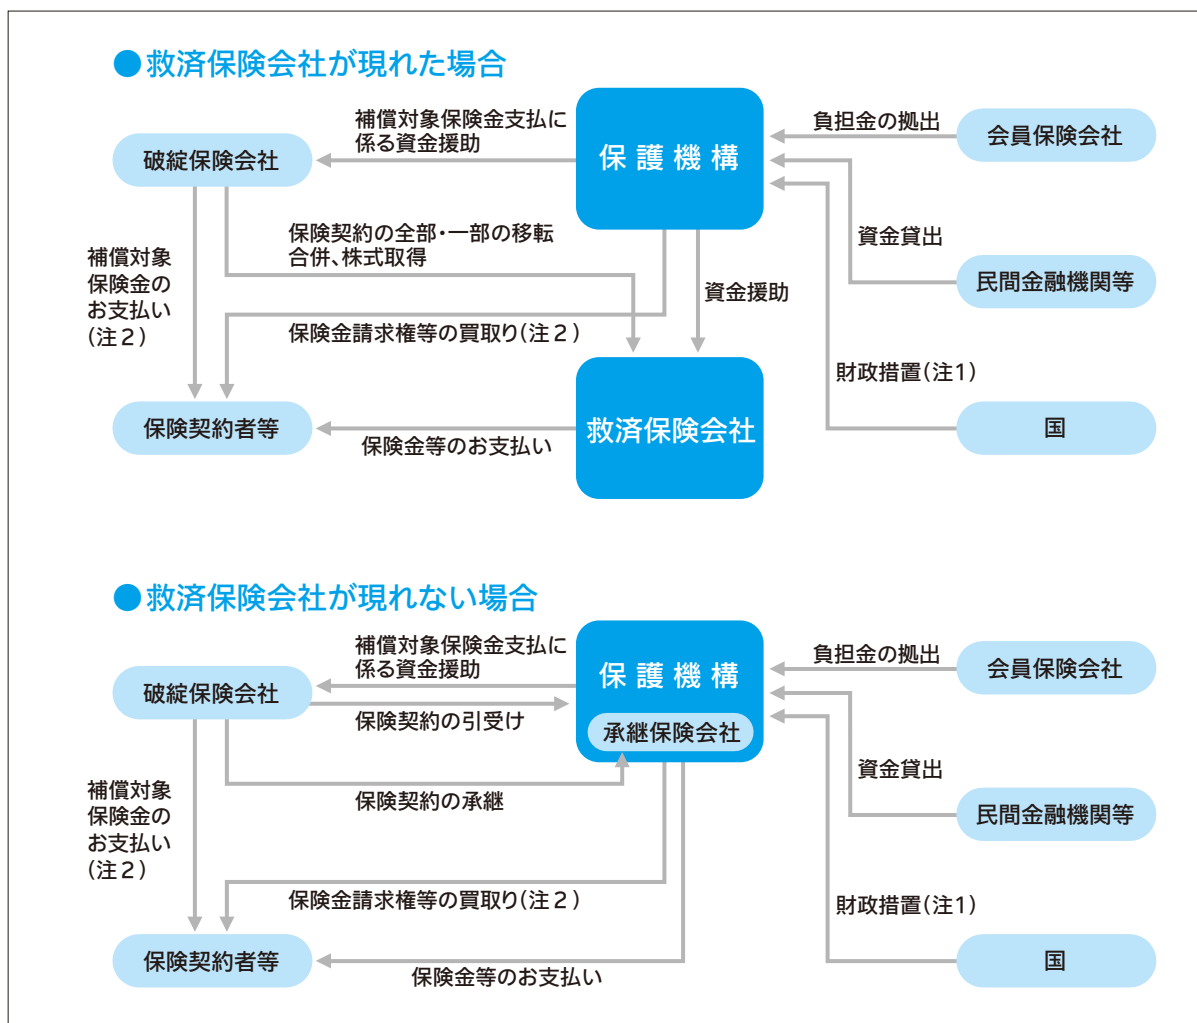 ●救済保険会社が現れた場合
補償対象保険金支払に
係る資金援助
保護機構
負担金の拠出
会員保険会社
破綻保険会社
保険契約の全部・一部の移転
合併、株式取得
補償対象
保険金の
お支払い
(注2)
資金援助
資金貸出
民間金融機関等
保険金請求権等の買取り(注2)
財政措置(注1)
保険契約者等
救済保険会社
国
保険金等のお支払い
●救済保険会社が現れない場合
補償対象保険金支払に
係る資金援助
保護機構
負担金の拠出
会員保険会社
破綻保険会社
保険契約の引受け
承継保険会社
補償対象
保険金の
お支払い
(注2)
保険契約の承継
資金貸出
民間金融機関等
保険金請求権等の買取り(注2)
財政措置(注1)
保険契約者等
保険金等のお支払い
国